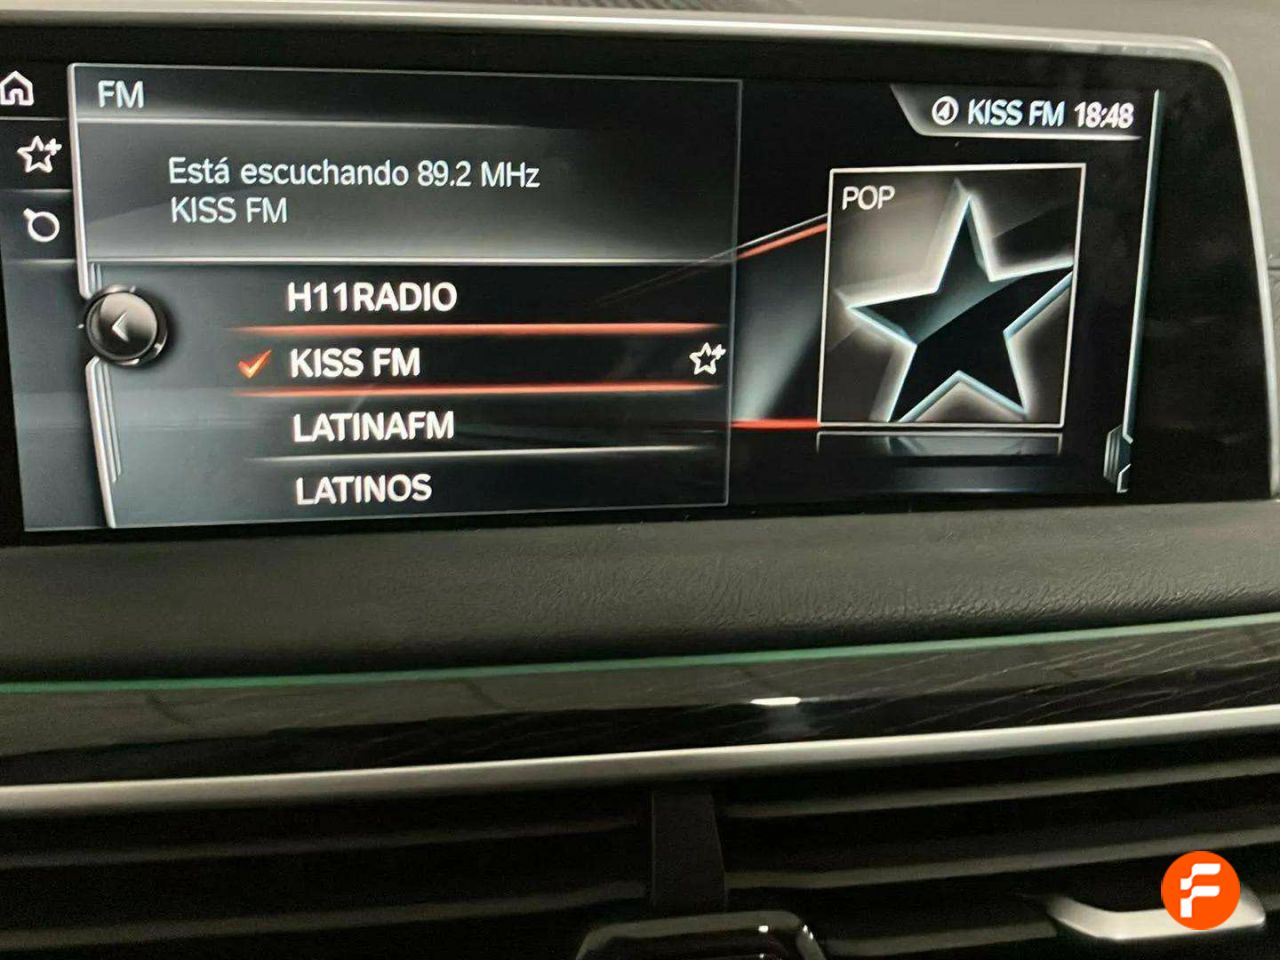 FM
KISS FM 18:48
Está escuchando 89.2 MHz
KISS FM
POP
H11RADIO
KISS FM
LATINAFM
LATINOS